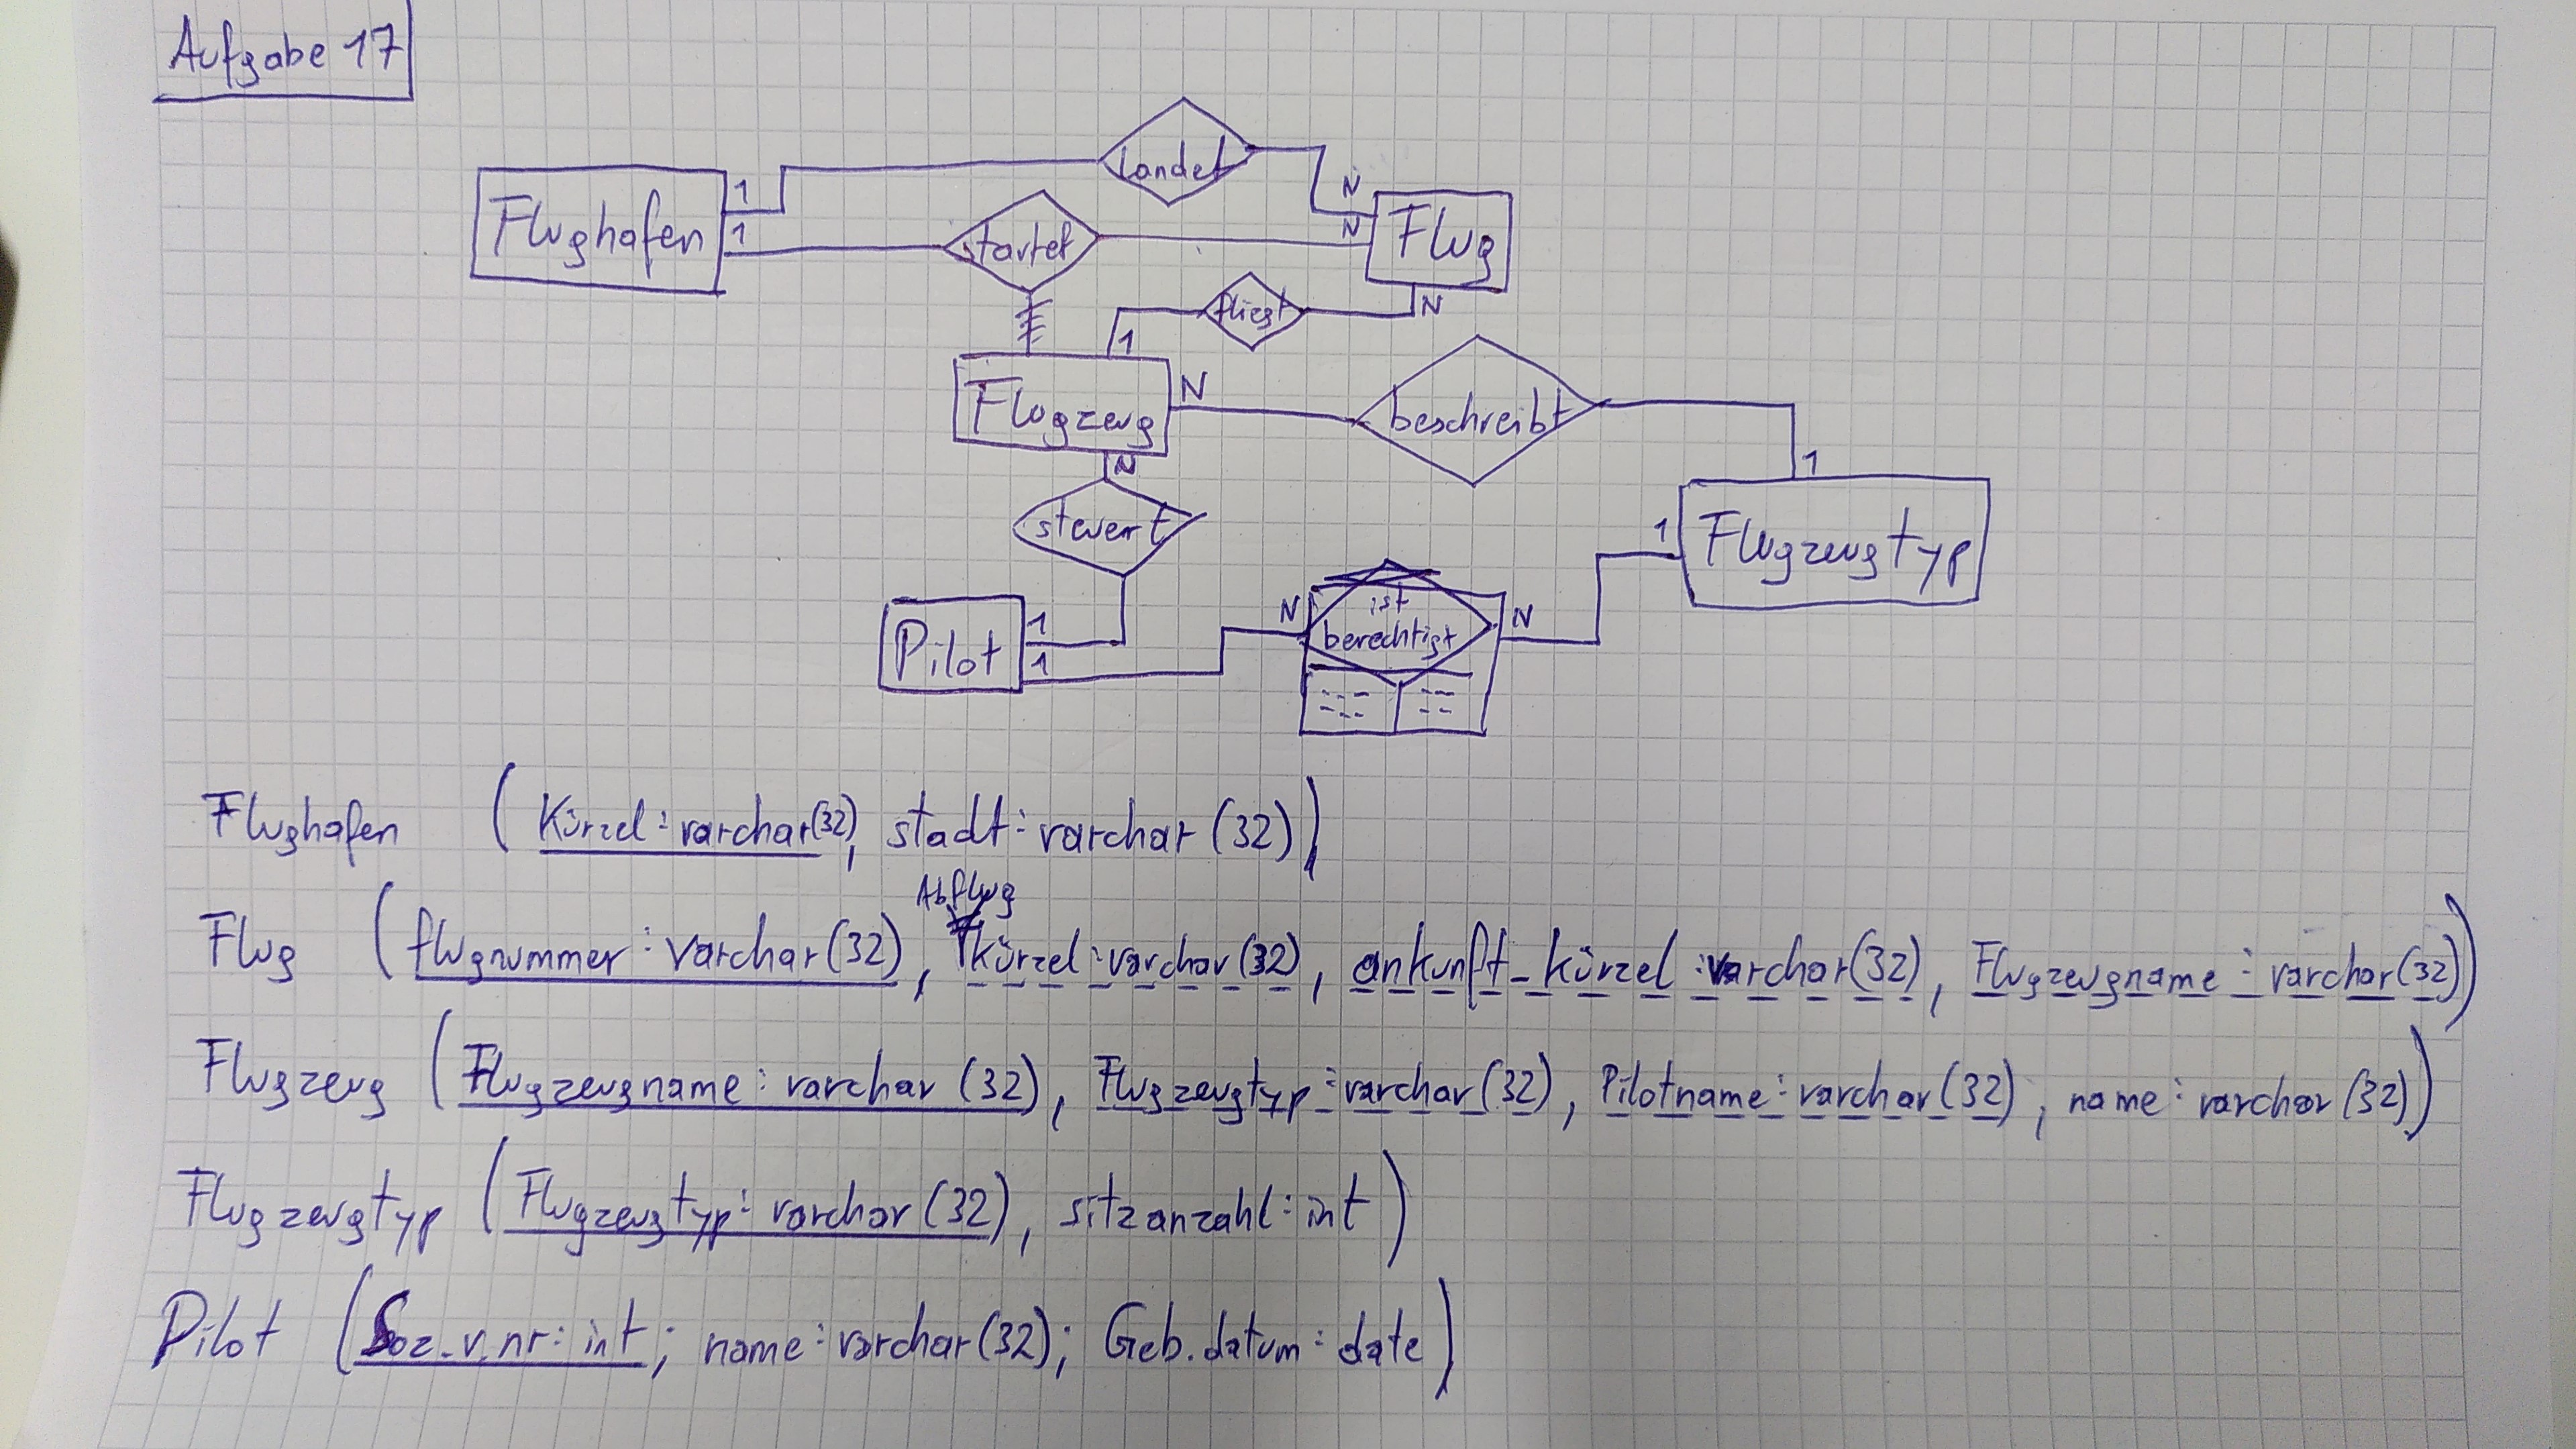 Aufgabe 17
landet
1 N
Flughafen startet Flug
1 N
fliegt
1 N
Flugzeug N beschreibt 1
N
steuert
1 Flugzeugtyp
Pilot 1 N ist berechtigt N
1
Flughafen (Kürzel: varchar(32), stadt: varchar(32))
Abflug
Flug (flugnummer: varchar(32), kürzel: varchar(32), ankunft_kürzel: varchar(32), Flugzeugname: varchar(32))
Flugzeug (Flugzeugname: varchar(32), Flugzeugtyp: varchar(32), Pilotname: varchar(32), name: varchar(32))
Flugzeugtyp (Flugzeugtyp: varchar(32), sitzanzahl: int)
Pilot (Soz.v.nr: int; name: varchar(32); Geb.datum: date)